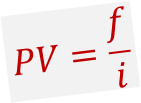 PV = f/i